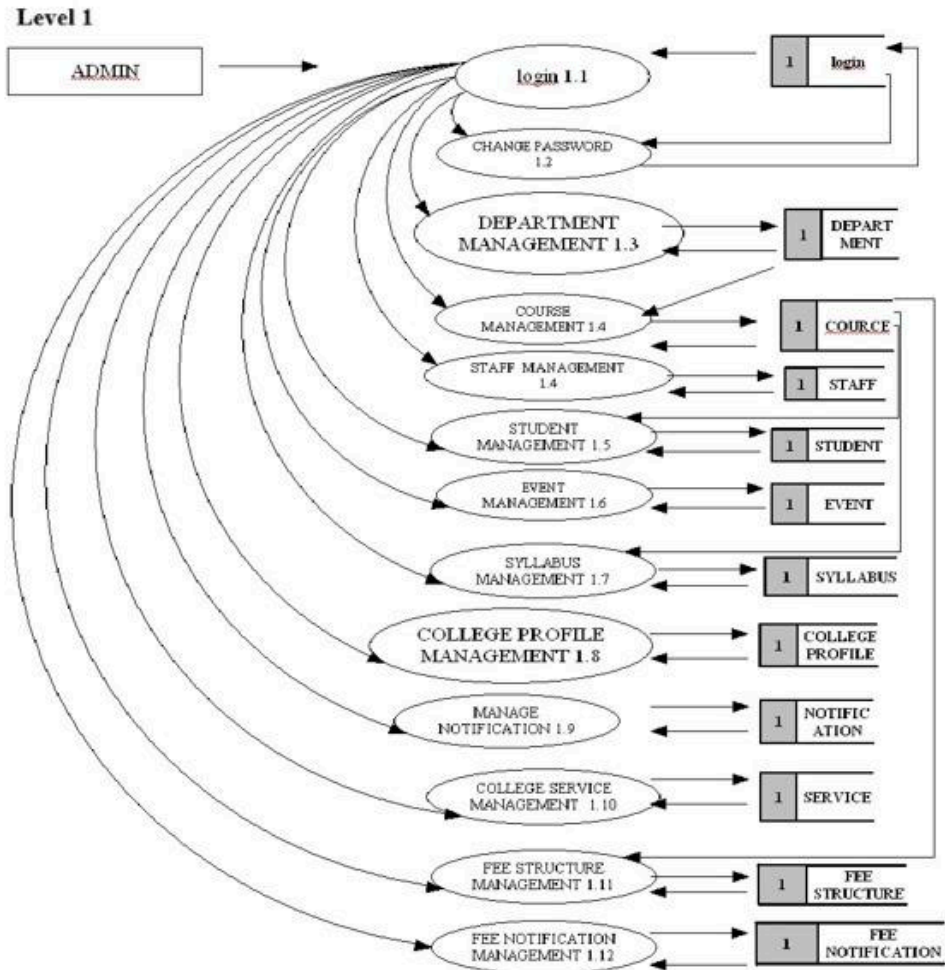 Level 1
ADMIN
login 1.1
1 login
CHANGE PASSWORD
1.2
DEPARTMENT
MANAGEMENT 1.3
1 DEPART
MENT
COURSE
MANAGEMENT 1.4
1 COURCE
STAFF MANAGEMENT
1.4
1 STAFF
STUDENT
MANAGEMENT 1.5
1 STUDENT
EVENT
MANAGEMENT 1.6
1 EVENT
SYLLABUS
MANAGEMENT 1.7
1 SYLLABUS
COLLEGE PROFILE
MANAGEMENT 1.8
1 COLLEGE
PROFILE
MANAGE
NOTIFICATION 1.9
1 NOTIFIC
ATION
COLLEGE SERVICE
MANAGEMENT 1.10
1 SERVICE
FEE STRUCTURE
MANAGEMENT 1.11
1 FEE
STRUCTURE
FEE NOTIFICATION
MANAGEMENT 1.12
1 FEE
NOTIFICATION